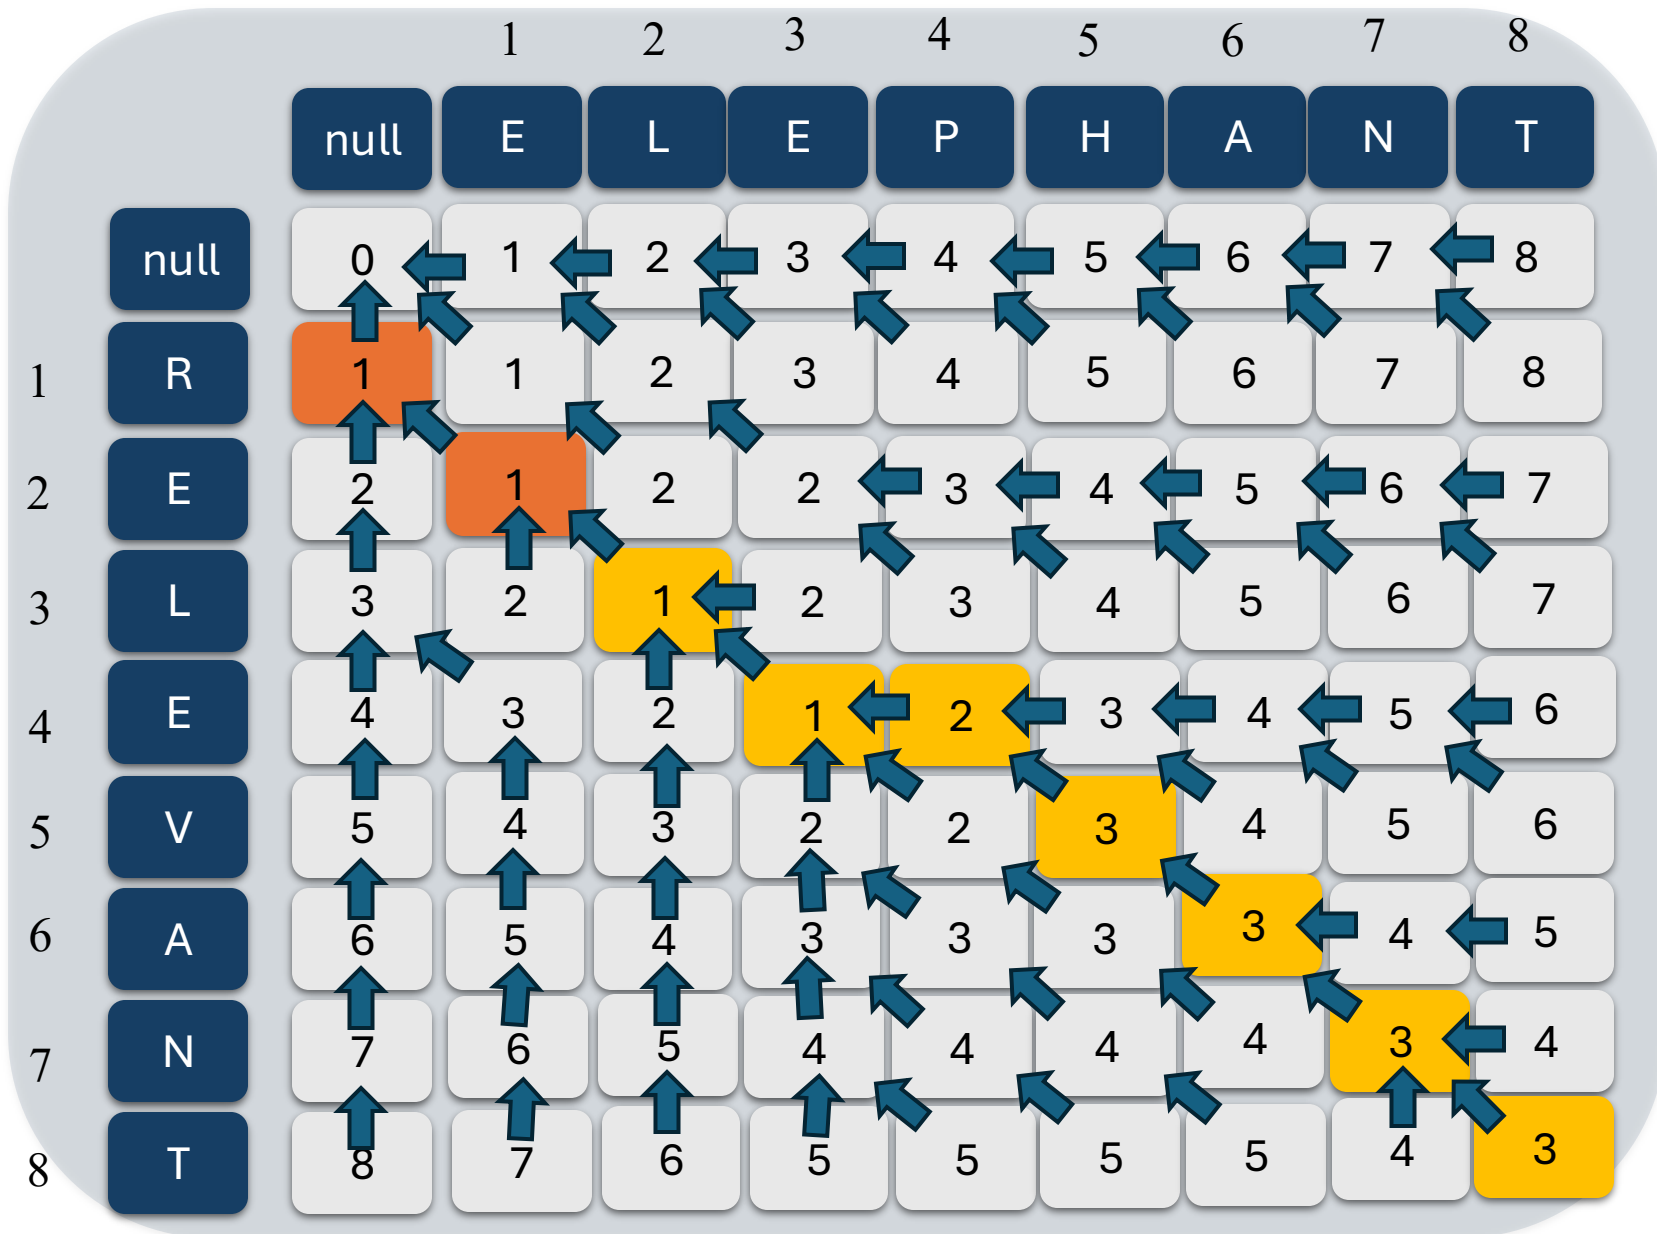 1 2 3 4 5 6 7 8
null E L E P H A N T
null 0 1 2 3 4 5 6 7 8
1 R 1 1 2 3 4 5 6 7 8
2 E 2 1 2 2 3 4 5 6 7
3 L 3 2 1 2 3 4 5 6 7
4 E 4 3 2 1 2 3 4 5 6
5 V 5 4 3 2 2 3 4 5 6
6 A 6 5 4 3 3 3 3 4 5
7 N 7 6 5 4 4 4 4 3 4
8 T 8 7 6 5 5 5 5 4 3